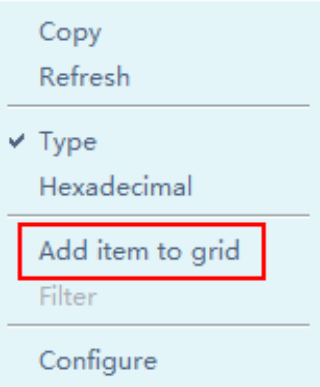 Copy
Refresh
Type
Hexadecimal
Add item to grid
Filter
Configure